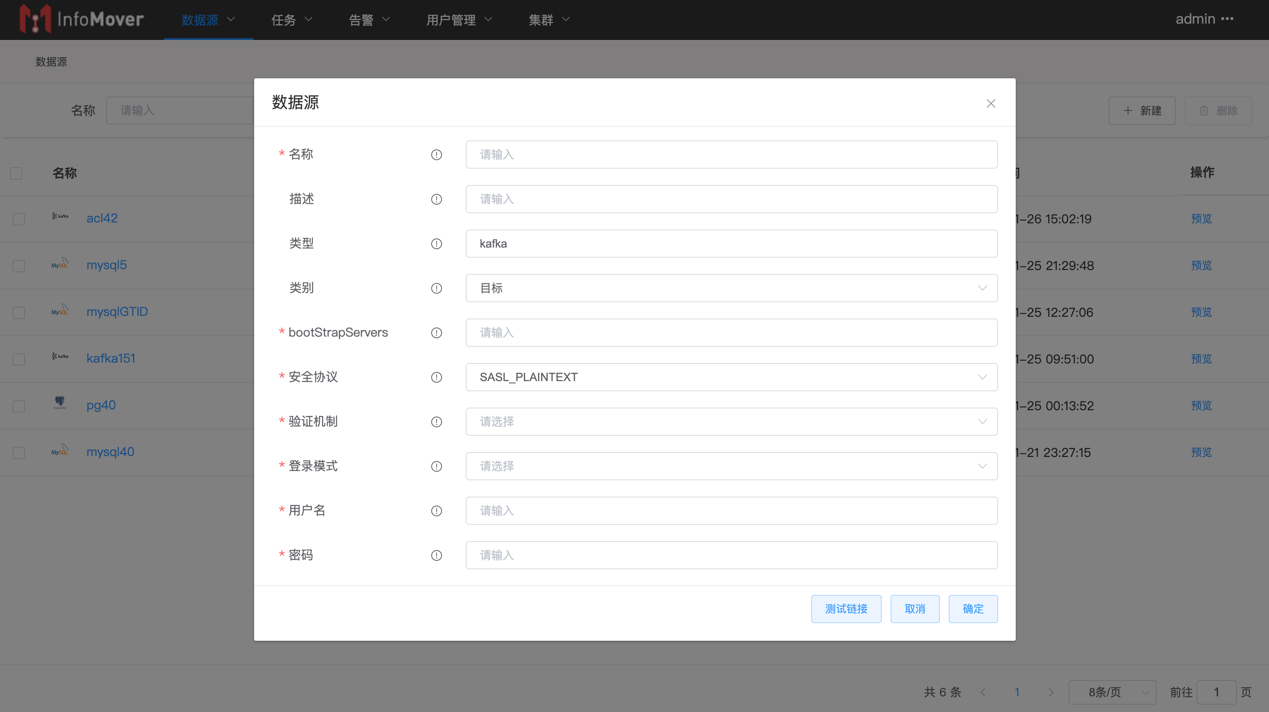 InfoMover 数据源 任务 告警 用户管理 集群 admin
数据源
名称 请输入 新建 删除
名称 操作
acl42 1-26 15:02:19 预览
mysql5 1-25 21:29:48 预览
mysqlGTID 1-25 12:27:06 预览
kafka151 1-25 09:51:00 预览
pg40 1-25 00:13:52 预览
mysql40 1-21 23:27:15 预览
数据源
* 名称 请输入
描述 请输入
类型 kafka
类别 目标
* bootStrapServers 请输入
* 安全协议 SASL_PLAINTEXT
* 验证机制 请选择
* 登录模式 请选择
* 用户名 请输入
* 密码 请输入
测试链接 取消 确定
共 6 条 1 8条/页 前往 1 页